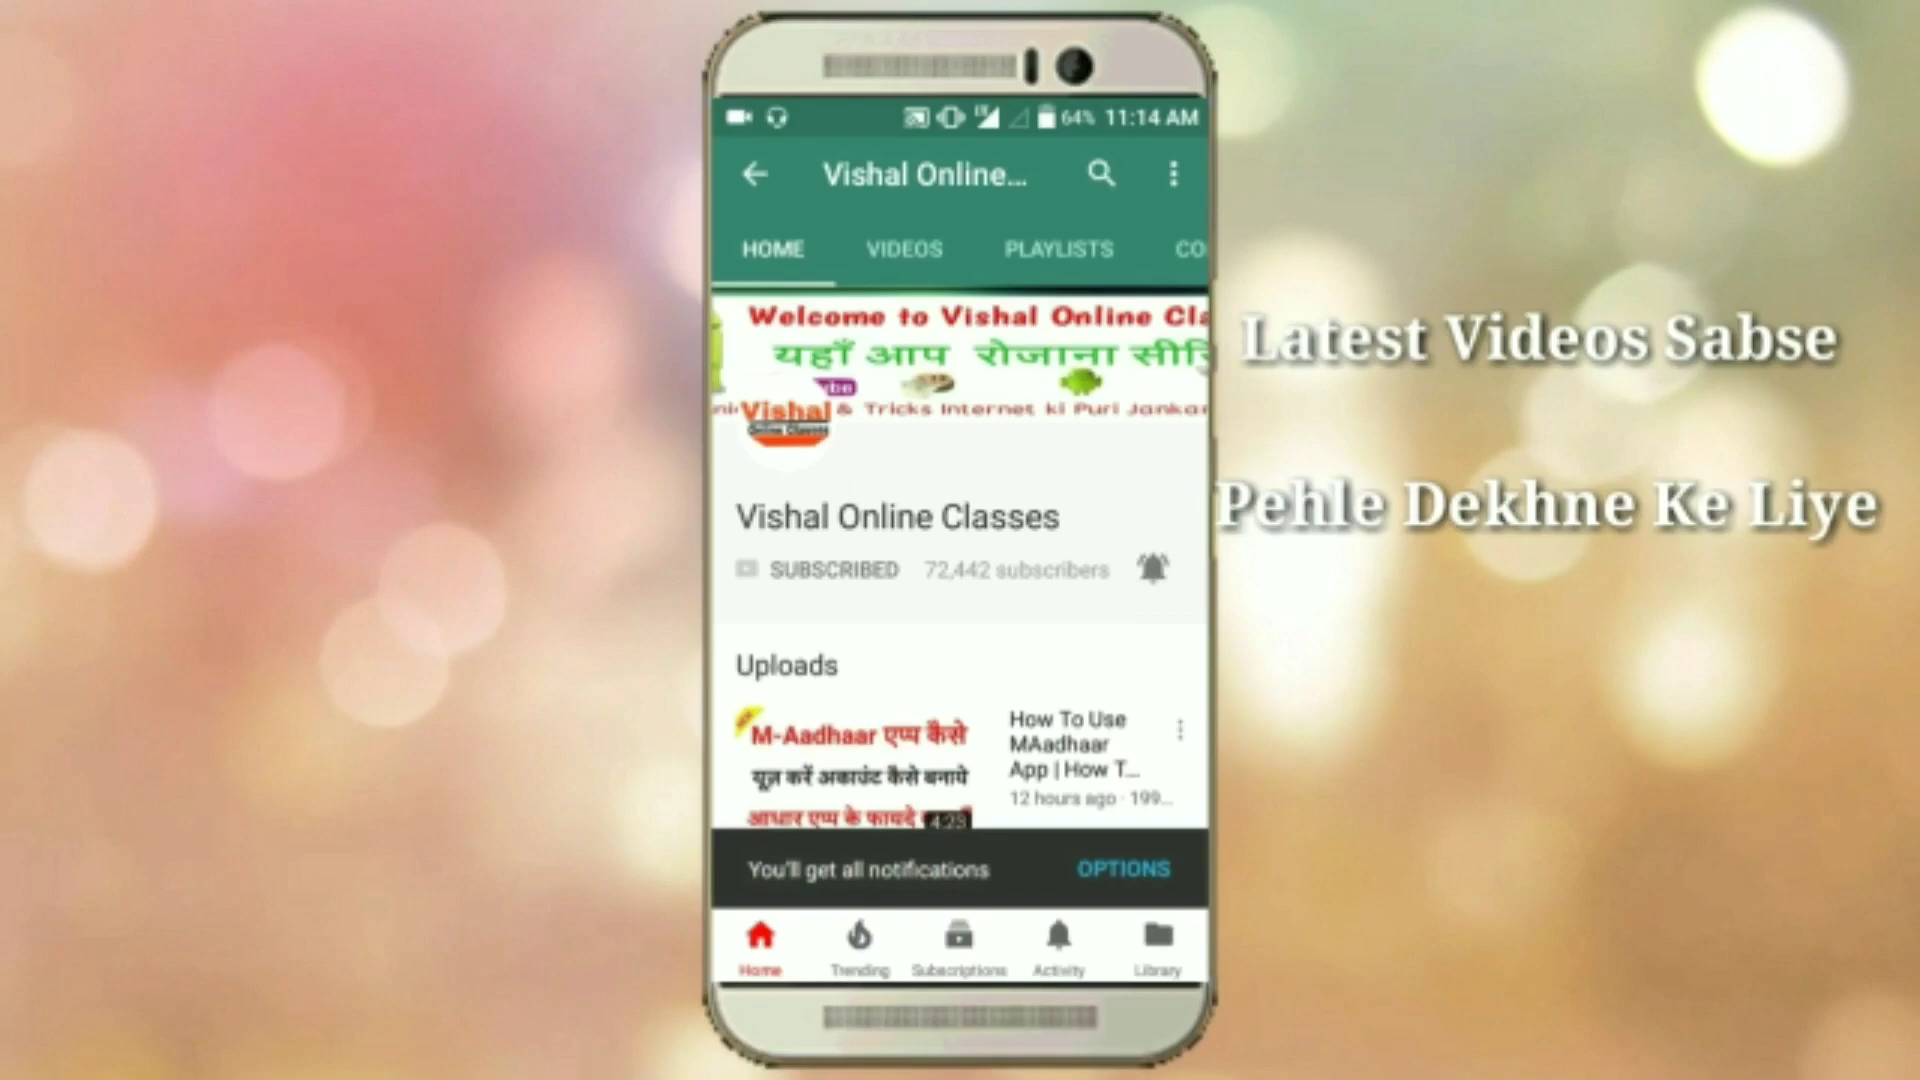 64% 11:14 AM
Vishal Online...
HOME VIDEOS PLAYLISTS CO
Welcome to Vishal Online Cla
यहाँ आप रोजाना सीखि
Vishal & Tricks Internet ki Puri Jankar
Online Classes
Vishal Online Classes
SUBSCRIBED 72,442 subscribers
Uploads
M-Aadhaar एप्प कैसे
यूज़ करें अकाउंट कैसे बनाये
आधार एप्प के फायदे
4:23
How To Use
MAadhaar
App | How T...
12 hours ago · 199...
You'll get all notifications OPTIONS
Home Trending Subscriptions Activity Library
Latest Videos Sabse
Pehle Dekhne Ke Liye